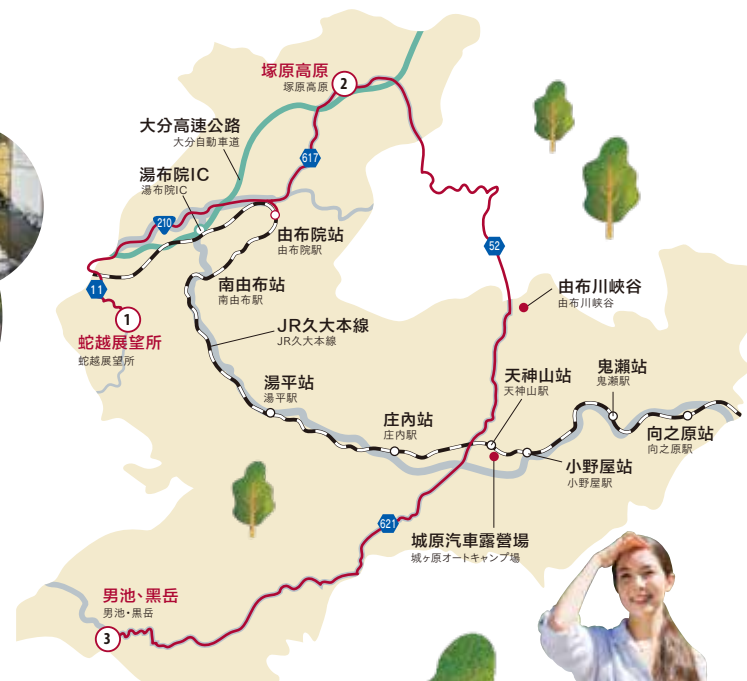 塚原高原
塚原高原
2
大分高速公路
大分自動車道
湯布院IC
湯布院IC
617
210
由布院站
由布院駅
52
11
南由布站
南由布駅
由布川峡谷
由布川峡谷
1
蛇越展望所
蛇越展望所
JR久大本線
JR久大本線
湯平站
湯平駅
天神山站
天神山駅
鬼瀨站
鬼瀬駅
庄內站
庄内駅
向之原站
向之原駅
小野屋站
小野屋駅
621
城原汽車露營場
城ヶ原オートキャンプ場
男池、黑岳
男池・黒岳
3